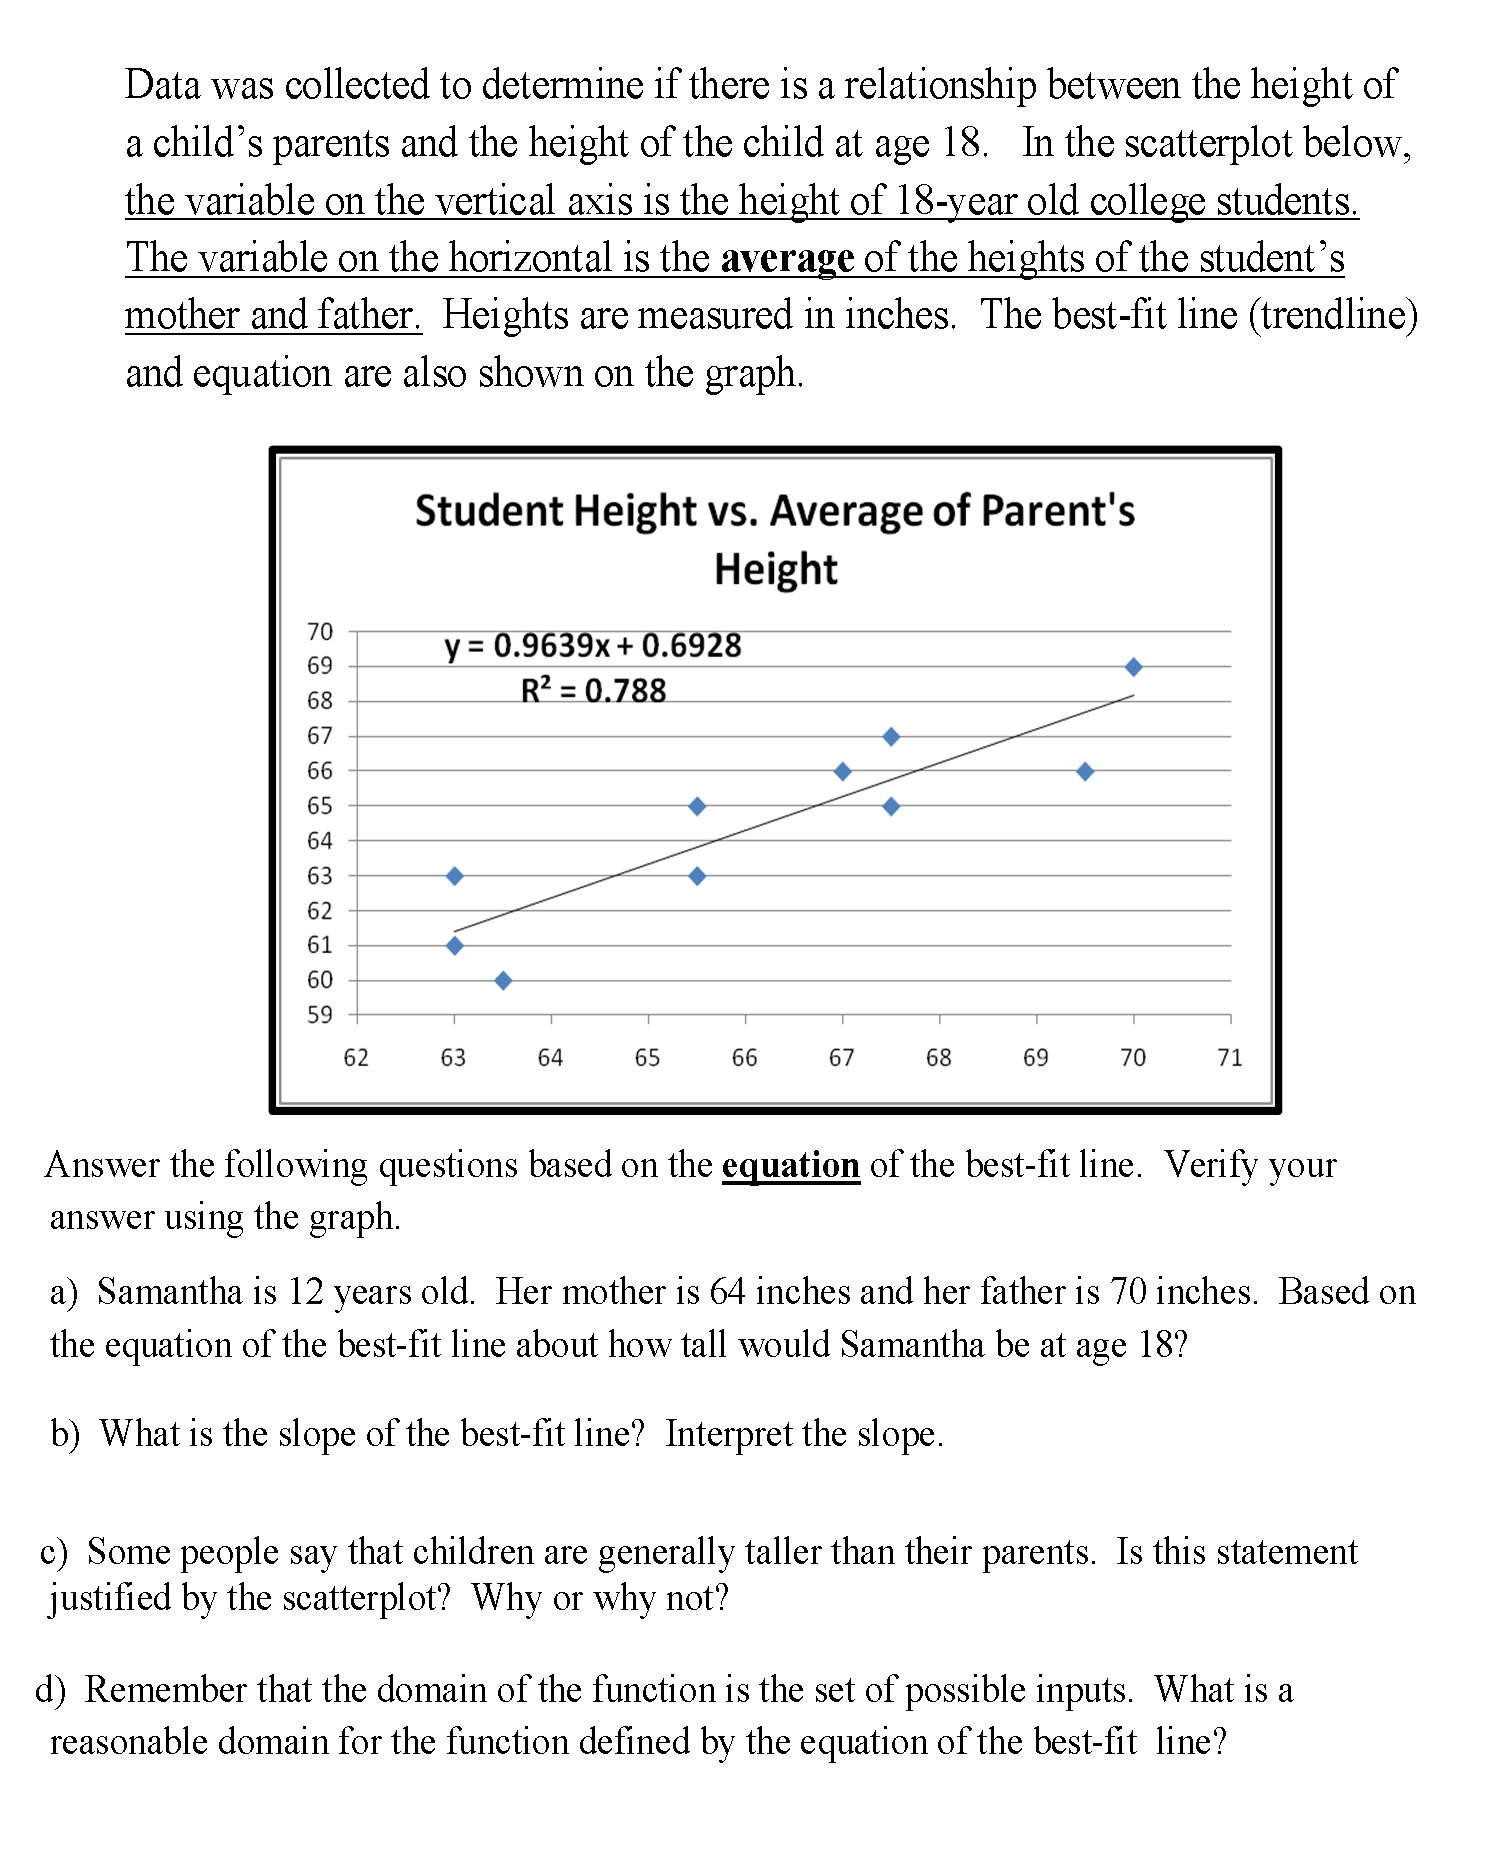 Data was collected to determine if there is a relationship between the height of
a child’s parents and the height of the child at age 18. In the scatterplot below,
the variable on the vertical axis is the height of 18-year old college students.
The variable on the horizontal is the average of the heights of the student’s
mother and father. Heights are measured in inches. The best-fit line (trendline)
and equation are also shown on the graph.
Student Height vs. Average of Parent's
Height
y = 0.9639x + 0.6928
R² = 0.788
70
69
68
67
66
65
64
63
62
61
60
59
62 63 64 65 66 67 68 69 70 71
Answer the following questions based on the equation of the best-fit line. Verify your
answer using the graph.
a) Samantha is 12 years old. Her mother is 64 inches and her father is 70 inches. Based on
the equation of the best-fit line about how tall would Samantha be at age 18?
b) What is the slope of the best-fit line? Interpret the slope.
c) Some people say that children are generally taller than their parents. Is this statement
justified by the scatterplot? Why or why not?
d) Remember that the domain of the function is the set of possible inputs. What is a
reasonable domain for the function defined by the equation of the best-fit line?